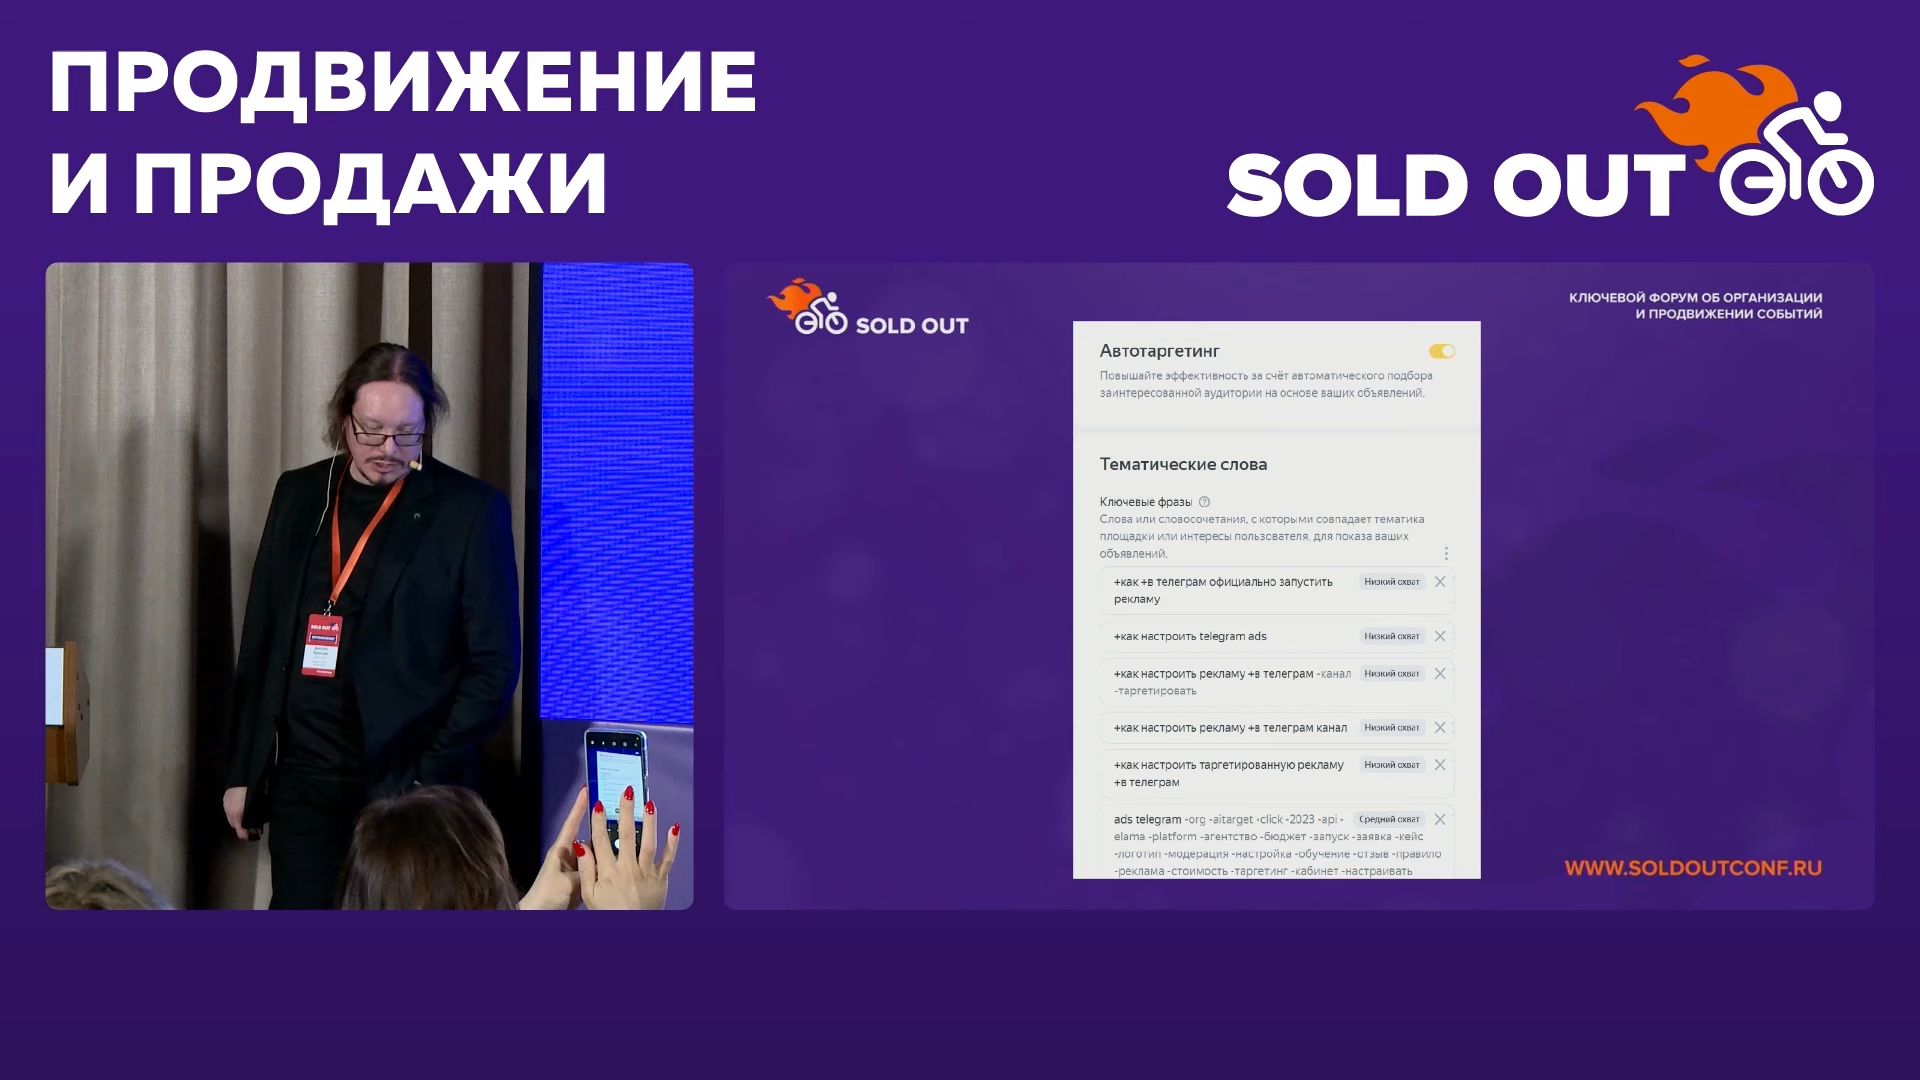 ПРОДВИЖЕНИЕ
И ПРОДАЖИ
SOLD OUT
SOLD OUT
КЛЮЧЕВОЙ ФОРУМ ОБ ОРГАНИЗАЦИИ
И ПРОДВИЖЕНИИ СОБЫТИЙ
Автотаргетинг
Повышайте эффективность за счёт автоматического подбора
заинтересованной аудитории на основе ваших объявлений.
Тематические слова
Ключевые фразы ?
Слова или словосочетания, с которыми совпадает тематика
площадки или интересы пользователя, для показа ваших
объявлений.
+как +в телеграм официально запустить Низкий охват
рекламу
+как настроить telegram ads Низкий охват
+как настроить рекламу +в телеграм -канал Низкий охват
-таргетировать
+как настроить рекламу +в телеграм канал Низкий охват
+как настроить таргетированную рекламу Низкий охват
+в телеграм
ads telegram -org -aitarget -click -2023 -api - Средний охват
elama -platform -агентство -бюджет -запуск -заявка -кейс
-логотип -модерация -настройка -обучение -отзыв -правило
-реклама -стоимость -таргетинг -кабинет -настраивать
WWW.SOLDOUTCONF.RU
SOLD OUT